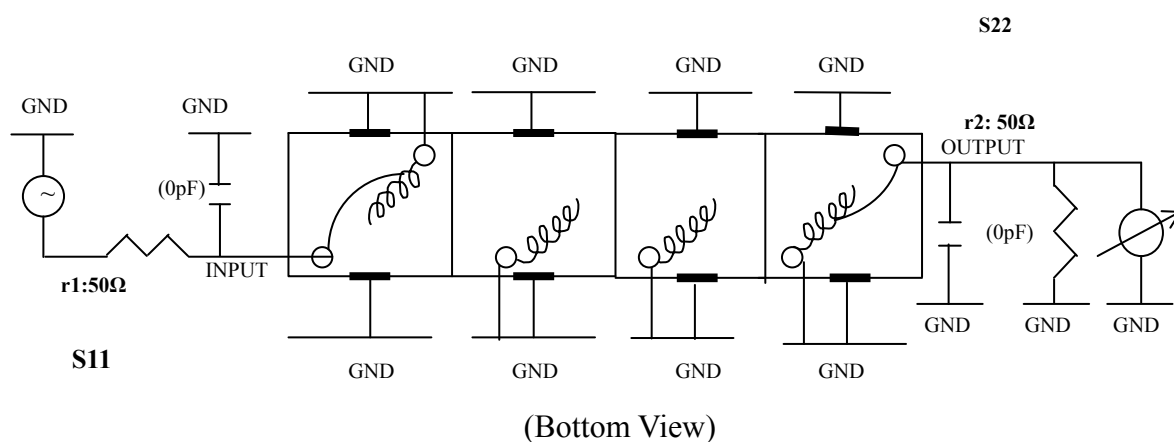 S22
GND GND GND GND
GND GND
r2: 50Ω
OUTPUT
(0pF) (0pF)
~
INPUT
r1:50Ω
GND GND GND
S11
GND GND GND GND
(Bottom View)